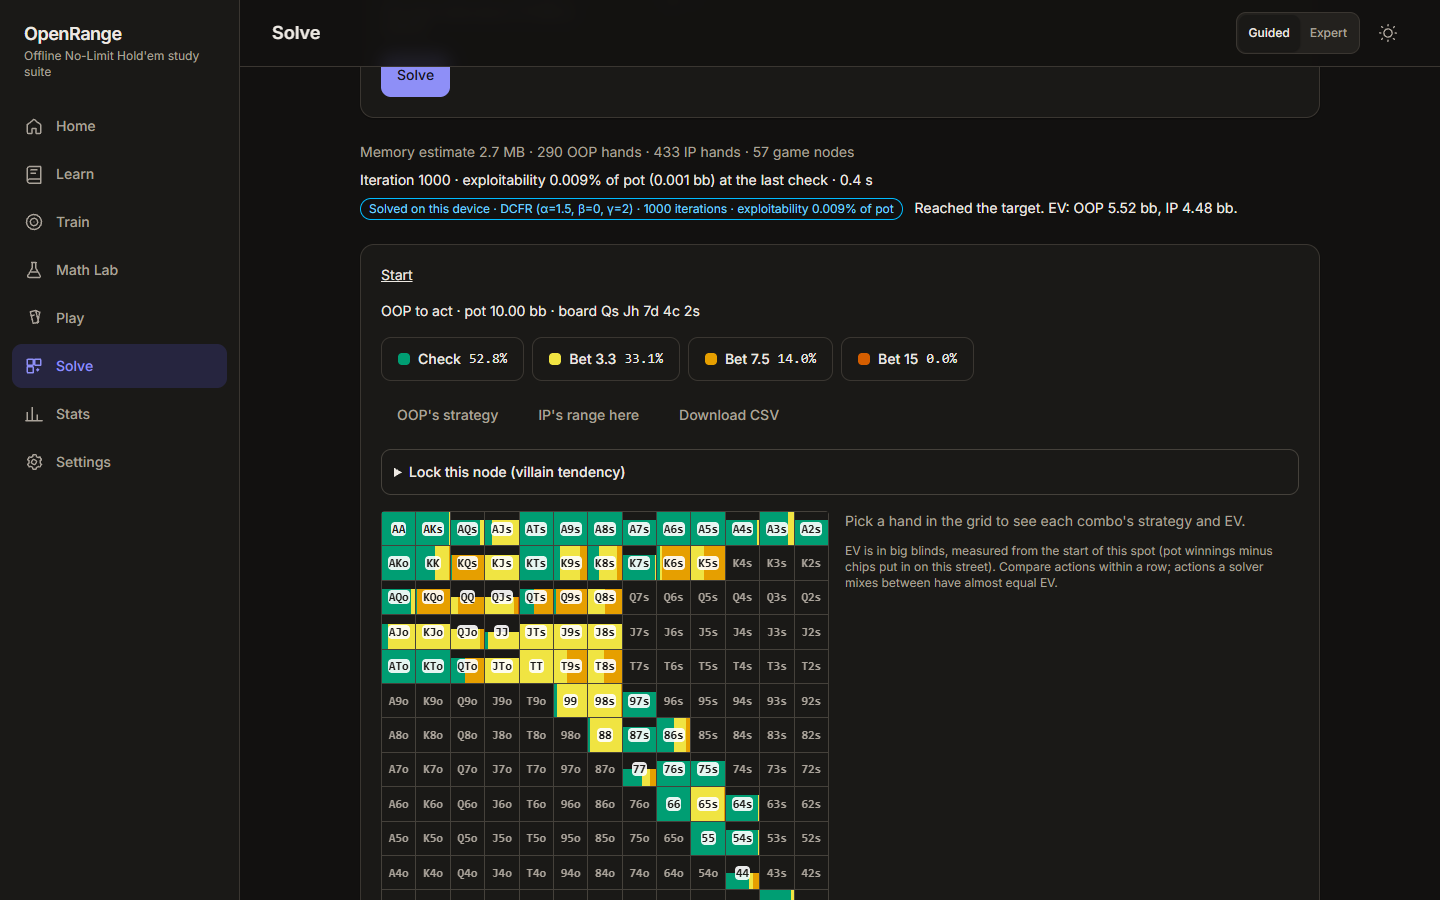 OpenRange
Offline No-Limit Hold'em study
suite
Home
Learn
Train
Math Lab
Play
Solve
Stats
Settings
Solve
Guided Expert
Solve
Memory estimate 2.7 MB · 290 OOP hands · 433 IP hands · 57 game nodes
Iteration 1000 · exploitability 0.009% of pot (0.001 bb) at the last check · 0.4 s
Solved on this device · DCFR (α=1.5, β=0, γ=2) · 1000 iterations · exploitability 0.009% of pot Reached the target. EV: OOP 5.52 bb, IP 4.48 bb.
Start
OOP to act · pot 10.00 bb · board Qs Jh 7d 4c 2s
Check 52.8% Bet 3.3 33.1% Bet 7.5 14.0% Bet 15 0.0%
OOP's strategy IP's range here Download CSV
▶ Lock this node (villain tendency)
AA AKs AQs AJs ATs A9s A8s A7s A6s A5s A4s A3s A2s
AKo KK KQs KJs KTs K9s K8s K7s K6s K5s K4s K3s K2s
AQo KQo QQ QJs QTs Q9s Q8s Q7s Q6s Q5s Q4s Q3s Q2s
AJo KJo QJo JJ JTs J9s J8s J7s J6s J5s J4s J3s J2s
ATo KTo QTo JTo TT T9s T8s T7s T6s T5s T4s T3s T2s
A9o K9o Q9o J9o T9o 99 98s 97s 96s 95s 94s 93s 92s
A8o K8o Q8o J8o T8o 98o 88 87s 86s 85s 84s 83s 82s
A7o K7o Q7o J7o T7o 97o 87o 77 76s 75s 74s 73s 72s
A6o K6o Q6o J6o T6o 96o 86o 76o 66 65s 64s 63s 62s
A5o K5o Q5o J5o T5o 95o 85o 75o 65o 55 54s 53s 52s
A4o K4o Q4o J4o T4o 94o 84o 74o 64o 54o 44 43s 42s
Pick a hand in the grid to see each combo's strategy and EV.
EV is in big blinds, measured from the start of this spot (pot winnings minus
chips put in on this street). Compare actions within a row; actions a solver
mixes between have almost equal EV.